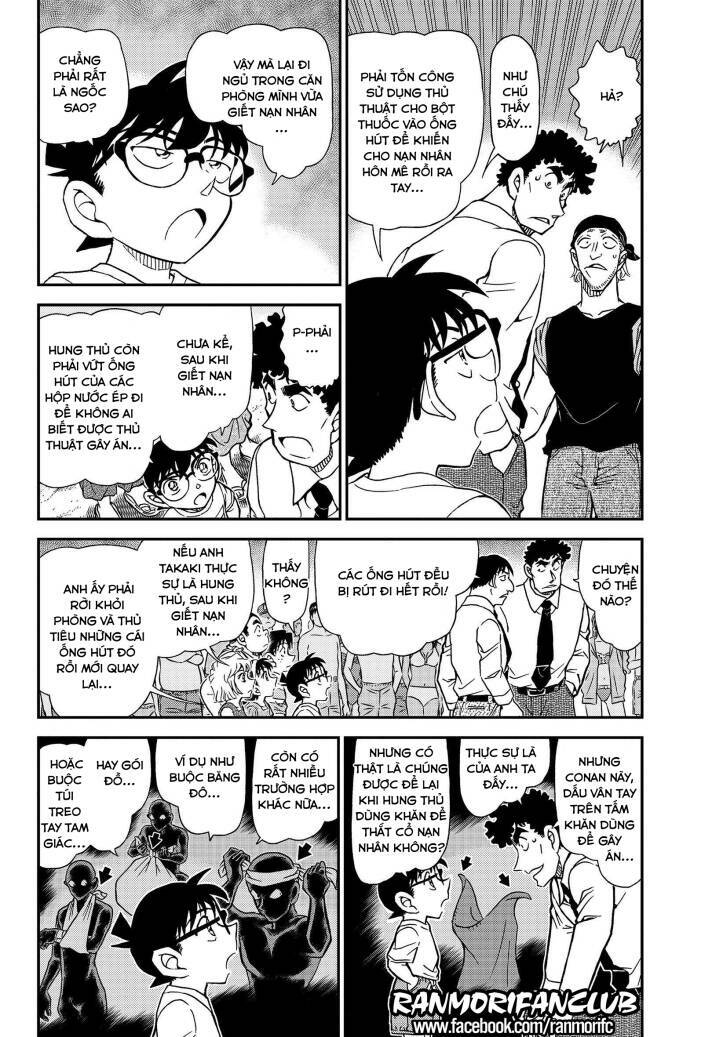 HẢ?
NHƯ
CHÚ
THẤY
ĐẤY...
PHẢI TỐN CÔNG
SỬ DỤNG THỦ
THUẬT CHO BỘT
THUỐC VÀO ỐNG
HÚT ĐỂ KHIẾN
CHO NẠN NHÂN
HÔN MÊ RỒI RA
TAY...
VẬY MÀ LẠI ĐI
NGỦ TRONG CĂN
PHÒNG MÌNH VỪA
GIẾT NẠN NHÂN
...
CHẲNG
PHẢI RẤT
LÀ NGỐC
SAO?
P-PHẢI
...
CHƯA KỂ,
SAU KHI
GIẾT NẠN
NHÂN...
HUNG THỦ CÒN
PHẢI VỨT ỐNG
HÚT CỦA CÁC
HỘP NƯỚC ÉP ĐI
ĐỂ KHÔNG AI
BIẾT ĐƯỢC THỦ
THUẬT GÂY ÁN...
CHUYỆN
ĐÓ THẾ
NÀO?
CÁC ỐNG HÚT ĐỀU
BỊ RÚT ĐI HẾT RỒI!
THẤY
KHÔNG
?
NẾU ANH
TAKAKI THỰC
SỰ LÀ HUNG
THỦ, SAU KHI
GIẾT NẠN
NHÂN...
ANH ẤY PHẢI
RỜI KHỎI
PHÒNG VÀ THỦ
TIÊU NHỮNG CÁI
ỐNG HÚT ĐÓ
RỒI MỚI QUAY
LẠI...
NHƯNG
CONAN NÀY,
DẤU VÂN TAY
TRÊN TẤM
KHĂN DÙNG
ĐỂ GÂY
ÁN...
THỰC SỰ LÀ
CỦA ANH TA
ĐẤY...
NHƯNG CÓ
THẬT LÀ CHÚNG
ĐƯỢC ĐỂ LẠI
KHI HUNG THỦ
DÙNG KHĂN ĐỂ
THẮT CỔ NẠN
NHÂN KHÔNG?
CÒN CÓ
RẤT NHIỀU
TRƯỜNG HỢP
KHÁC NỮA...
VÍ DỤ NHƯ
BUỘC BĂNG
ĐÔ...
HAY GÓI
ĐỒ...
HOẶC
BUỘC
TÚI
TREO
TAY TAM
GIÁC...
RANMORIFANCLUB
www.facebook.com/ranmorifc